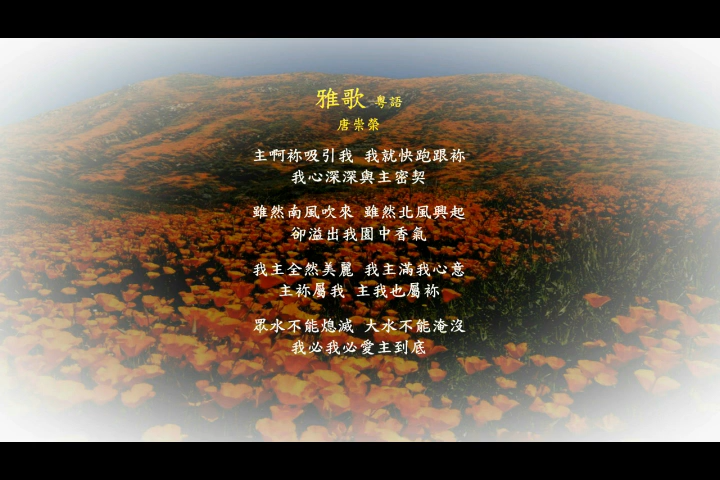 雅歌 粵語
唐崇榮
主啊祢吸引我 我就快跑跟祢
我心深深與主密契
雖然南風吹來 雖然北風興起
卻溢出我園中香氣
我主全然美麗 我主滿我心意
主祢屬我 主我也屬祢
眾水不能熄滅 大水不能淹沒
我必我必愛主到底